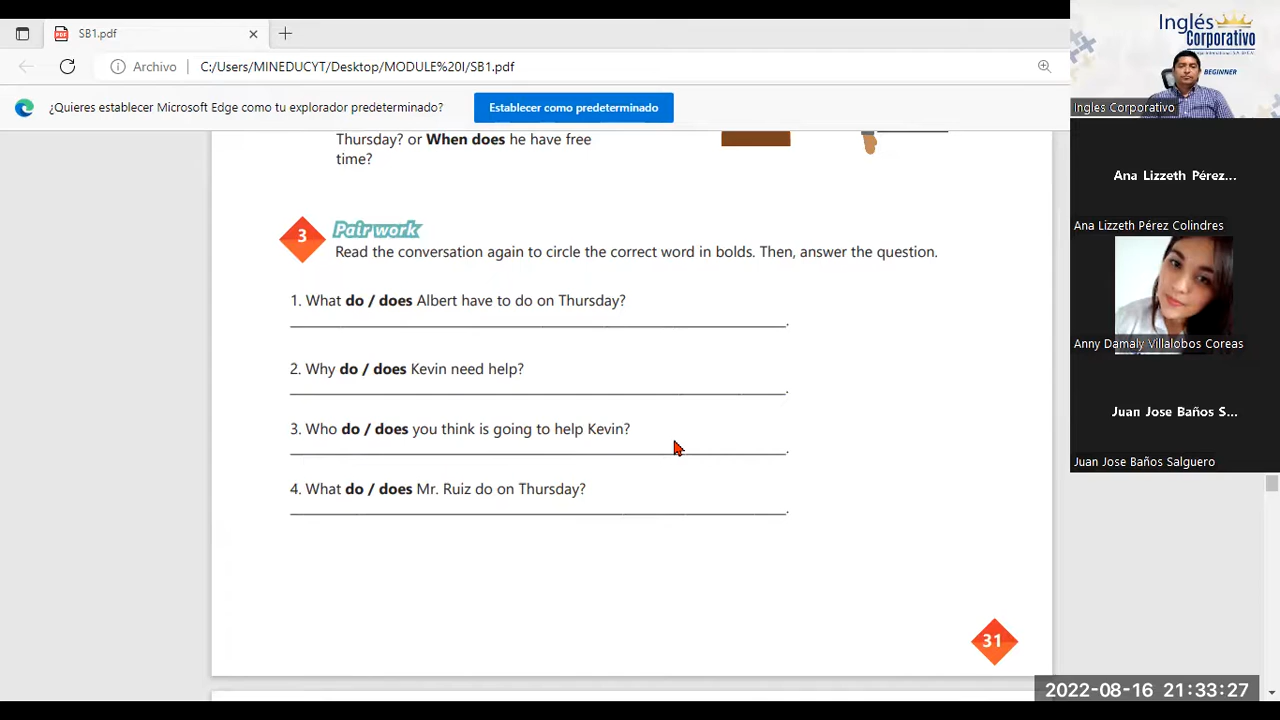 SB1.pdf
Archivo
C:/Users/MINEDUCYT/Desktop/MODULE%20I/SB1.pdf
¿Quieres establecer Microsoft Edge como tu explorador predeterminado?
Establecer como predeterminado
Thursday? or When does he have free
time?
3
Pair work
Read the conversation again to circle the correct word in bolds. Then, answer the question.
1. What do / does Albert have to do on Thursday?
2. Why do / does Kevin need help?
3. Who do / does you think is going to help Kevin?
4. What do / does Mr. Ruiz do on Thursday?
31
Inglés
Corporativo
BEGINNER
Ingles Corporativo
Ana Lizzeth Pérez...
Ana Lizzeth Pérez Colindres
Anny Damaly Villalobos Coreas
Juan Jose Baños S...
Juan Jose Baños Salguero
2022-08-16 21:33:27